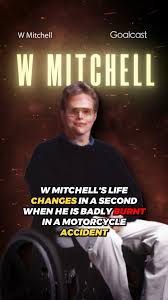 W Mitchell
Goalcast
W MITCHELL
W MITCHELL'S LIFE
CHANGES IN A SECOND
WHEN HE IS BADLY BURNT
IN A MOTORCYCLE
ACCIDENT